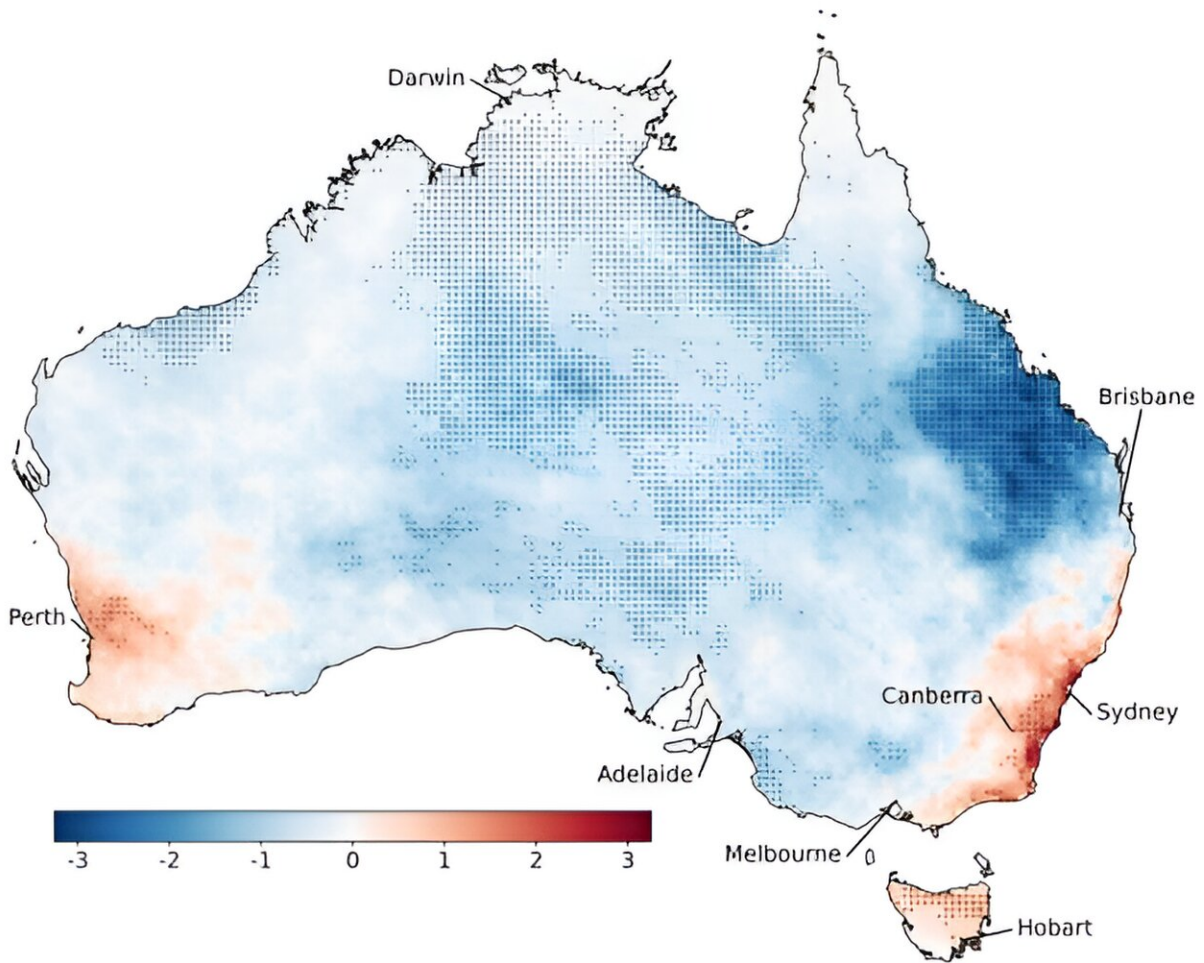 Darwin
Brisbane
Perth
Canberra
Sydney
Adelaide
-3 -2 -1 0 1 2 3
Melbourne
Hobart